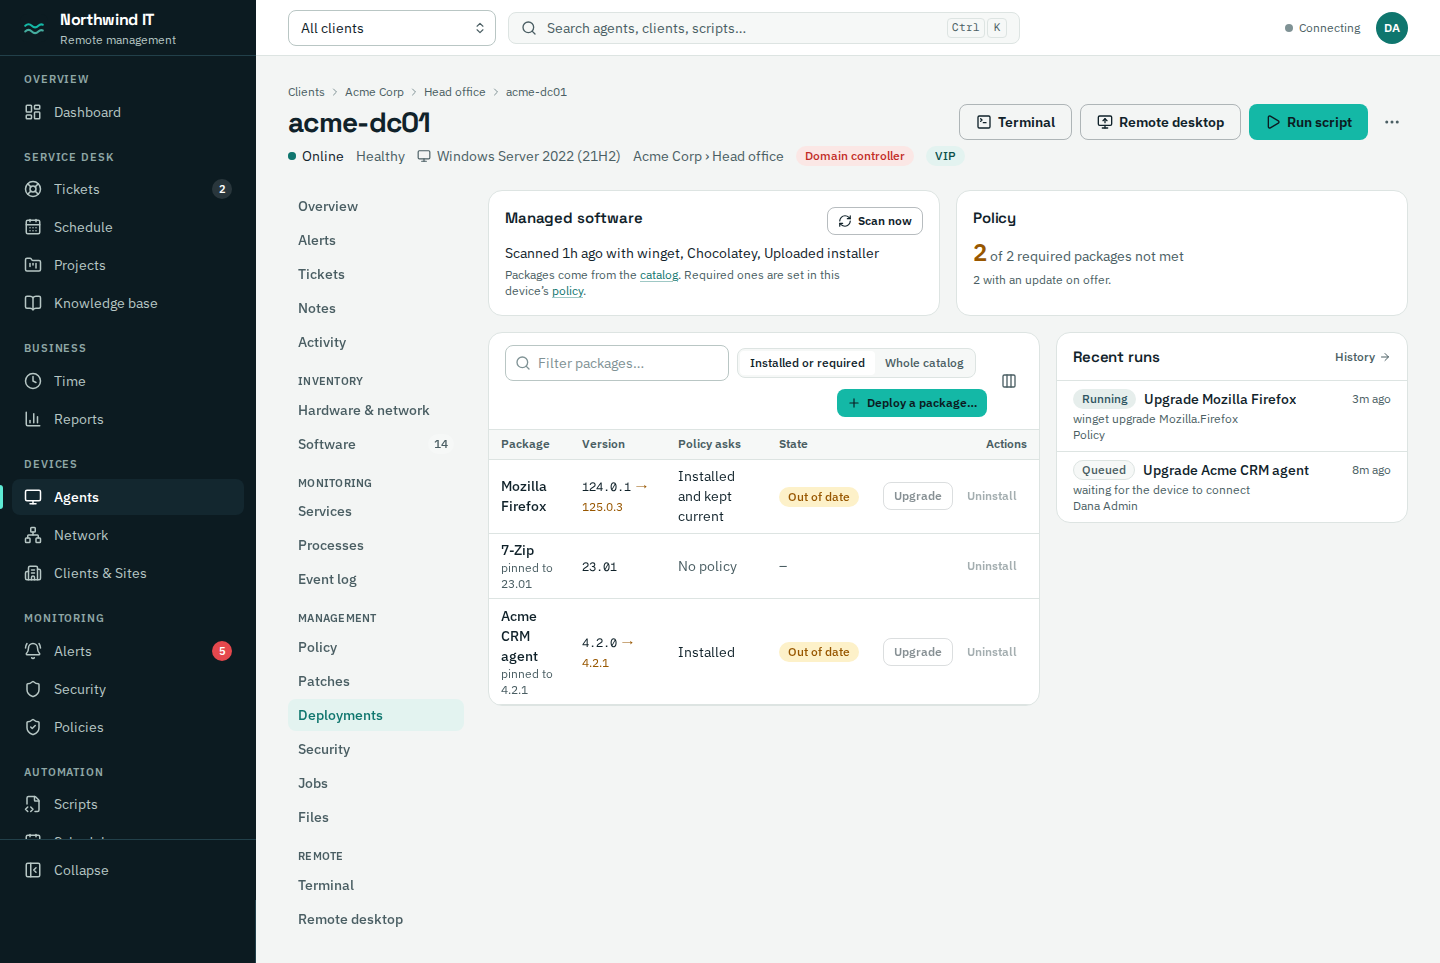 Northwind IT
Remote management
OVERVIEW
Dashboard
SERVICE DESK
Tickets 2
Schedule
Projects
Knowledge base
BUSINESS
Time
Reports
DEVICES
Agents
Network
Clients & Sites
MONITORING
Alerts 5
Security
Policies
AUTOMATION
Scripts
Collapse
All clients
Search agents, clients, scripts... Ctrl K
Connecting DA
Clients > Acme Corp > Head office > acme-dc01
acme-dc01
Terminal
Remote desktop
Run script
Online Healthy Windows Server 2022 (21H2) Acme Corp › Head office Domain controller VIP
Overview
Alerts
Tickets
Notes
Activity
INVENTORY
Hardware & network
Software 14
MONITORING
Services
Processes
Event log
MANAGEMENT
Policy
Patches
Deployments
Security
Jobs
Files
REMOTE
Terminal
Remote desktop
Managed software
Scan now
Scanned 1h ago with winget, Chocolatey, Uploaded installer
Packages come from the catalog. Required ones are set in this
device's policy.
Policy
2 of 2 required packages not met
2 with an update on offer.
Filter packages...
Installed or required Whole catalog
+ Deploy a package...
Package Version Policy asks State Actions
Mozilla
Firefox
124.0.1 →
125.0.3
Installed
and kept
current
Out of date Upgrade Uninstall
7-Zip
pinned to
23.01
23.01 No policy – Uninstall
Acme
CRM
agent
pinned to
4.2.1
4.2.0 →
4.2.1
Installed Out of date Upgrade Uninstall
Recent runs History →
Running Upgrade Mozilla Firefox 3m ago
winget upgrade Mozilla.Firefox
Policy
Queued Upgrade Acme CRM agent 8m ago
waiting for the device to connect
Dana Admin